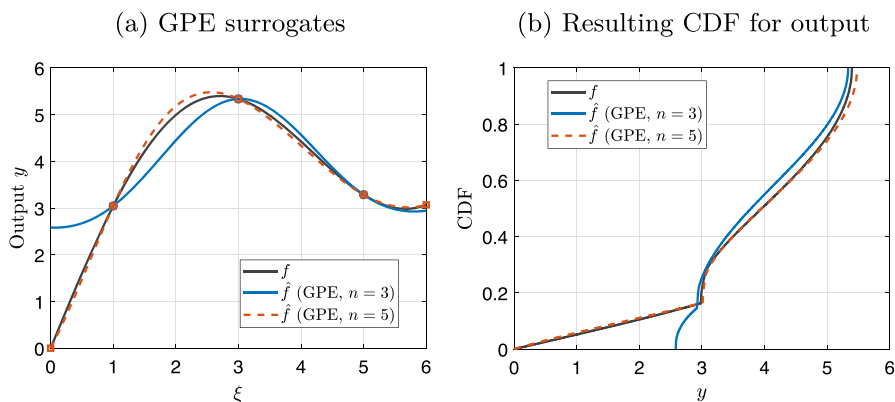 (a) GPE surrogates
6
5
4
3
2
1
0
Output y
f
f̂ (GPE, n = 3)
f̂ (GPE, n = 5)
0 1 2 3 4 5 6
ξ
(b) Resulting CDF for output
1
0.8
0.6
0.4
0.2
0
CDF
f
f̂ (GPE, n = 3)
f̂ (GPE, n = 5)
0 1 2 3 4 5 6
y